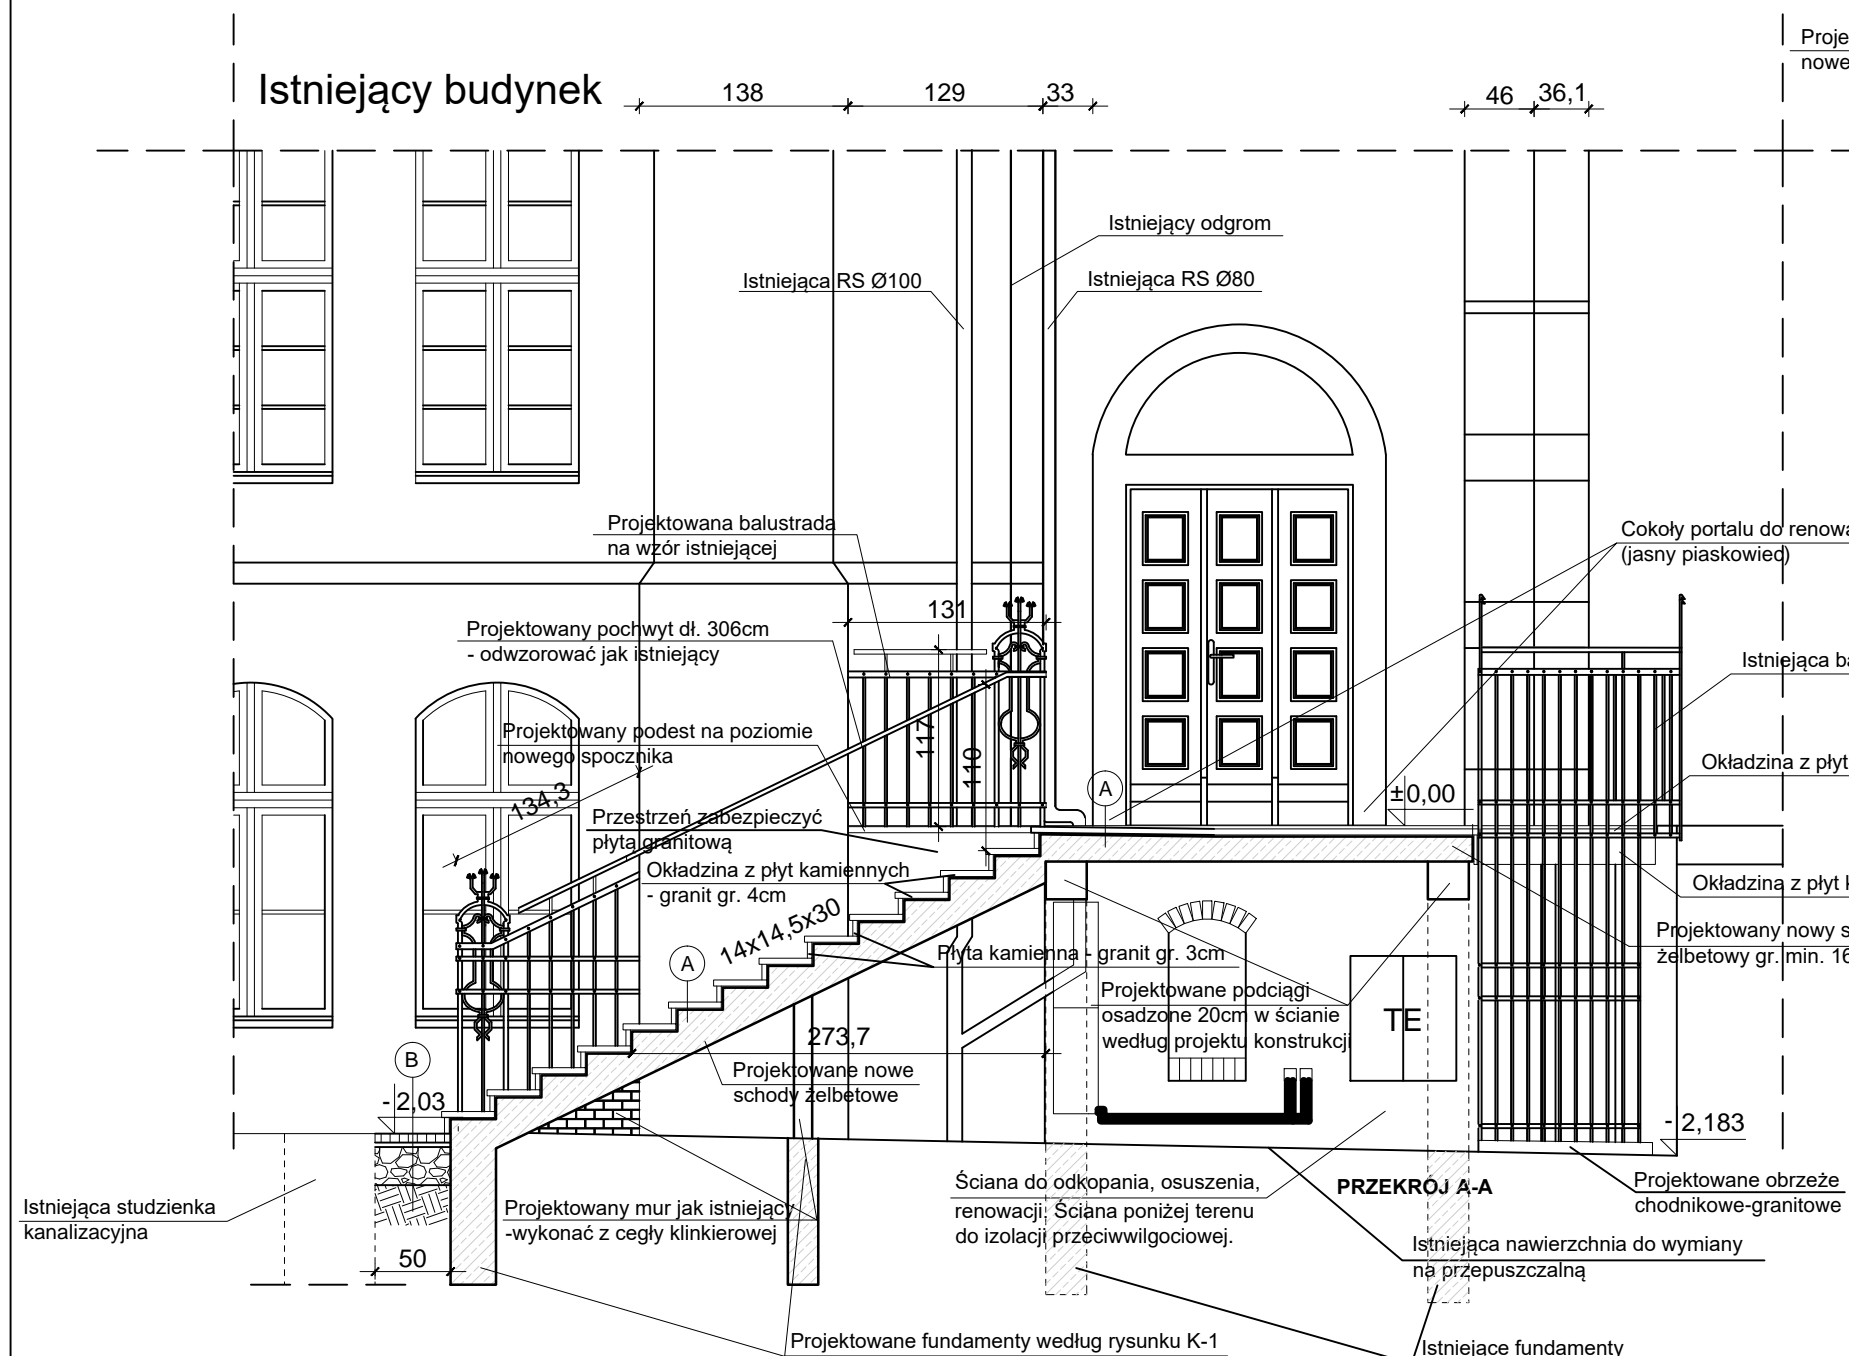 Proje
nowe
Istniejący budynek
138
129
33
46
36,1
Istniejący odgrom
Istniejąca RS Ø100
Istniejąca RS Ø80
Projektowana balustrada
na wzór istniejącej
Cokoły portalu do renowa
(jasny piaskowied)
131
Projektowany pochwyt dł. 306cm
- odwzorować jak istniejący
Istniejąca ba
Projektowany podest na poziomie
nowego spocznika
117
110
134,3
A
±0,00
Okładzina z płyt
Przestrzeń zabezpieczyć
płytą granitową
Okładzina z płyt kamiennych
- granit gr. 4cm
Okładzina z płyt k
14x14,5x30
A
Płyta kamienna - granit gr. 3cm
Projektowany nowy s
żelbetowy gr. min. 16
Projektowane podciągi
osadzone 20cm w ścianie
według projektu konstrukcji
TE
273,7
B
Projektowane nowe
schody żelbetowe
- 2,03
- 2,183
Ściana do odkopania, osuszenia,
renowacji. Ściana poniżej terenu
do izolacji przeciwwilgociowej.
PRZEKRÓJ A-A
Projektowane obrzeże
chodnikowe-granitowe
Istniejąca studzienka
kanalizacyjna
Projektowany mur jak istniejący
-wykonać z cegły klinkierowej
50
Istniejąca nawierzchnia do wymiany
na przepuszczalną
Projektowane fundamenty według rysunku K-1
Istniejące fundamenty